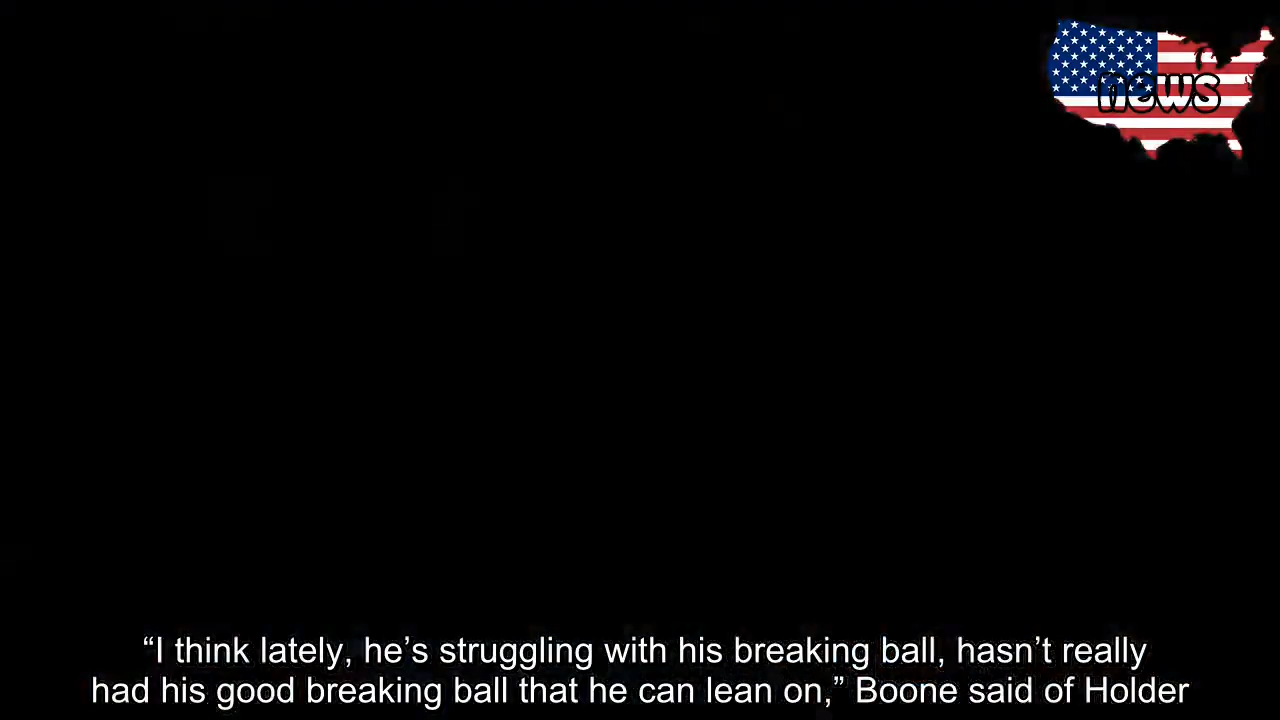 news
“I think lately, he’s struggling with his breaking ball, hasn’t really
had his good breaking ball that he can lean on,” Boone said of Holder